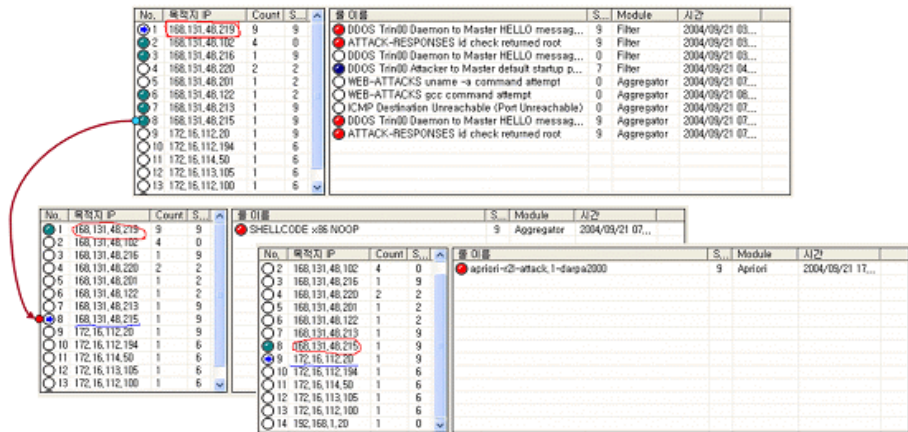 No. 목적지 IP Count S...
1 168,131,48,219 9 9
2 168,131,48,102 4 0
3 168,131,48,216 1 9
4 168,131,48,220 2 2
5 168,131,48,201 1 2
6 168,131,48,122 1 2
7 168,131,48,213 1 9
8 168,131,48,215 1 9
9 172,16,112,20 1 9
10 172,16,112,194 1 6
11 172,16,114,50 1 6
12 172,16,113,105 1 6
13 172,16,112,100 1 6
룰 이름 S... Module 시간
DDOS Trin00 Daemon to Master HELLO messag... 9 Filter 2004/09/21 03...
ATTACK-RESPONSES id check returned root 9 Filter 2004/09/21 03...
DDOS Trin00 Daemon to Master HELLO messag... 0 Filter 2004/09/21 03...
DDOS Trin00 Attacker to Master default startup p... 7 Filter 2004/09/21 04...
WEB-ATTACKS uname -a command attempt 0 Aggregator 2004/09/21 07...
WEB-ATTACKS gcc command attempt 0 Aggregator 2004/09/21 08...
ICMP Destination Unreachable (Port Unreachable) 0 Aggregator 2004/09/21 07...
DDOS Trin00 Daemon to Master HELLO messag... 9 Aggregator 2004/09/21 07...
ATTACK-RESPONSES id check returned root 9 Aggregator 2004/09/21 07...
No. 목적지 IP Count S...
1 168,131,48,219 9 9
2 168,131,48,102 4 0
3 168,131,48,216 1 9
4 168,131,48,220 2 2
5 168,131,48,201 1 2
6 168,131,48,122 1 2
7 168,131,48,213 1 9
8 168,131,48,215 1 9
9 172,16,112,20 1 9
10 172,16,112,194 1 6
11 172,16,114,50 1 6
12 172,16,113,105 1 6
13 172,16,112,100 1 6
룰 이름 S... Module 시간
SHELLCODE x86 NOOP 9 Aggregator 2004/09/21 07...
No. 목적지 IP Count S...
2 168,131,48,102 4 0
3 168,131,48,216 1 9
4 168,131,48,220 2 2
5 168,131,48,201 1 2
6 168,131,48,122 1 2
7 168,131,48,213 1 9
8 168,131,48,215 1 9
9 172,16,112,20 1 9
10 172,16,112,194 1 6
11 172,16,114,50 1 6
12 172,16,113,105 1 6
13 172,16,112,100 1 6
14 192,168,1,20 1 0
룰 이름 S... Module 시간
apriori-r2l-attack,1-darpa2000 9 Apriori 2004/09/21 17...